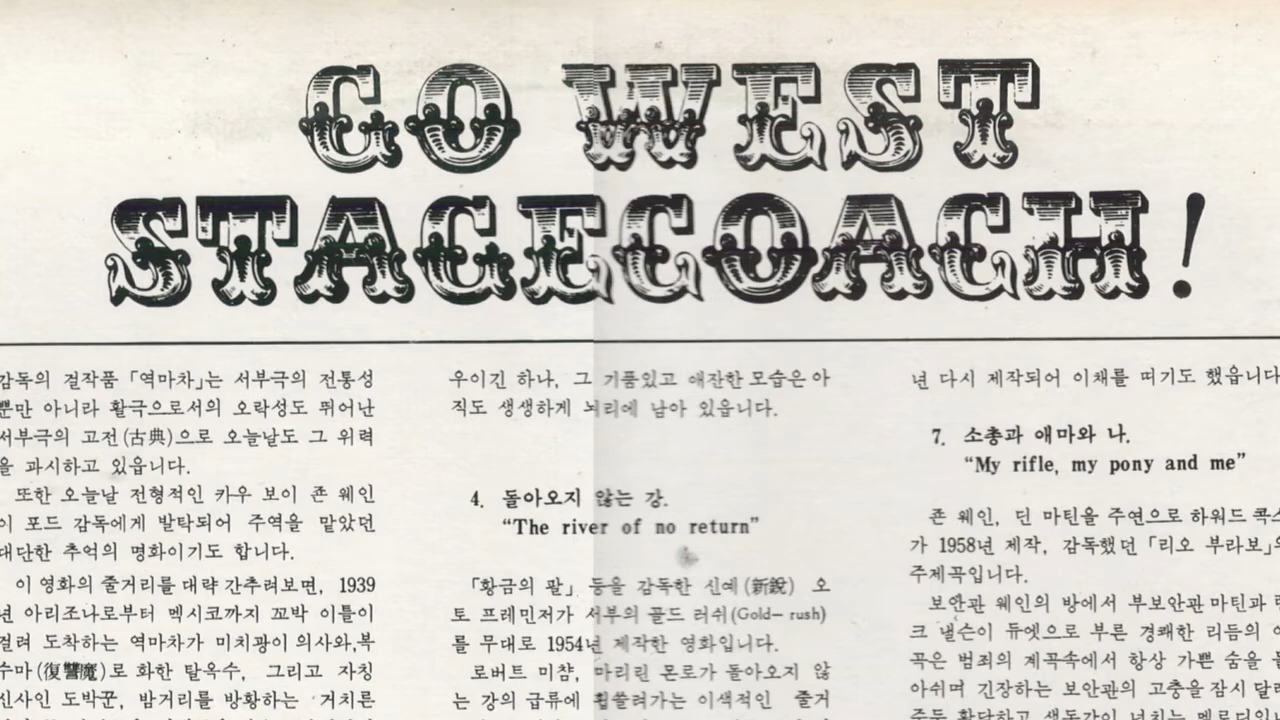 GO WEST
STAGECOACH!
감독의 걸작품 「역마차」는 서부극의 전통성
뿐만 아니라 활극으로서의 오락성도 뛰어난
서부극의 고전(古典)으로 오늘날도 그 위력
을 과시하고 있읍니다.
또한 오늘날 전형적인 카우 보이 죤 웨인
이 포드 감독에게 발탁되어 주역을 맡았던
대단한 추억의 명화이기도 합니다.
이 영화의 줄거리를 대략 간추려보면, 1939
년 아리조나로부터 멕시코까지 꼬박 이틀이
걸려 도착하는 역마차가 미치광이 의사와,복
수마(復讐魔)로 화한 탈옥수, 그리고 자칭
신사인 도박꾼, 밤거리를 방황하는 거치른
우이긴 하나, 그 기품있고 애잔한 모습은 아
직도 생생하게 뇌리에 남아 있읍니다.
4. 돌아오지 않는 강.
“The river of no return”
「황금의 팔」 등을 감독한 신예(新銳) 오
토 프레민저가 서부의 골드 러쉬(Gold— rush)
를 무대로 1954년 제작한 영화입니다.
로버트 미챰, 마리린 몬로가 돌아오지 않
는 강의 급류에 휩쓸려가는 이색적인 줄거
년 다시 제작되어 이채를 띠기도 했읍니다
7. 소총과 애마와 나.
“My rifle, my pony and me”
죤 웨인, 딘 마틴을 주연으로 하워드 콕스
가 1958년 제작, 감독했던 「리오 부라보」의
주제곡입니다.
보안관 웨인의 방에서 부보안관 마틴과
크 넬슨이 듀엣으로 부른 경쾌한 리듬의
곡은 범죄의 계곡속에서 항상 가쁜 숨을
아쉬며 긴장하는 보안관의 고충을 잠시